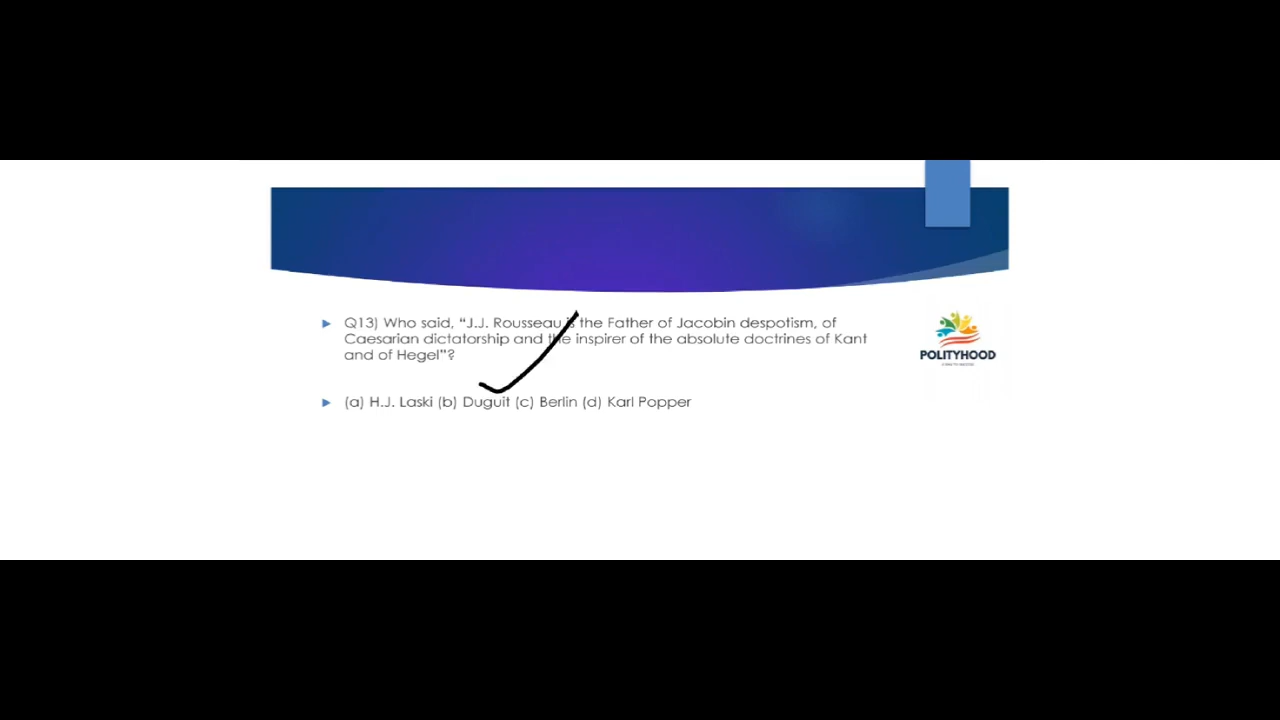 Q13) Who said, “J.J. Rousseau is the Father of Jacobin despotism, of
Caesarian dictatorship and the inspirer of the absolute doctrines of Kant
and of Hegel”?
(a) H.J. Laski (b) Duguit (c) Berlin (d) Karl Popper
POLITYHOOD